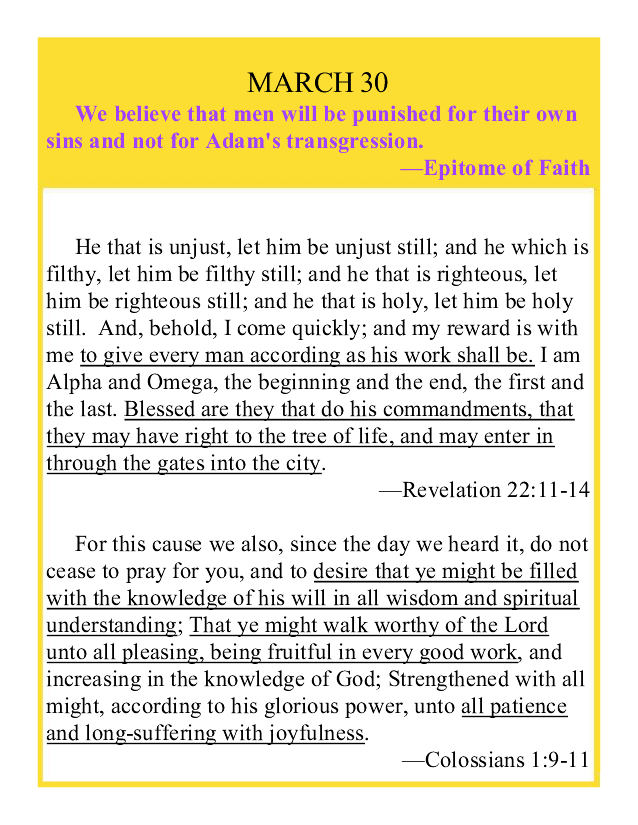 MARCH 30
We believe that men will be punished for their own
sins and not for Adam's transgression.
—Epitome of Faith
He that is unjust, let him be unjust still; and he which is
filthy, let him be filthy still; and he that is righteous, let
him be righteous still; and he that is holy, let him be holy
still.  And, behold, I come quickly; and my reward is with
me to give every man according as his work shall be. I am
Alpha and Omega, the beginning and the end, the first and
the last. Blessed are they that do his commandments, that
they may have right to the tree of life, and may enter in
through the gates into the city.
—Revelation 22:11-14
For this cause we also, since the day we heard it, do not
cease to pray for you, and to desire that ye might be filled
with the knowledge of his will in all wisdom and spiritual
understanding; That ye might walk worthy of the Lord
unto all pleasing, being fruitful in every good work, and
increasing in the knowledge of God; Strengthened with all
might, according to his glorious power, unto all patience
and long-suffering with joyfulness.
—Colossians 1:9-11